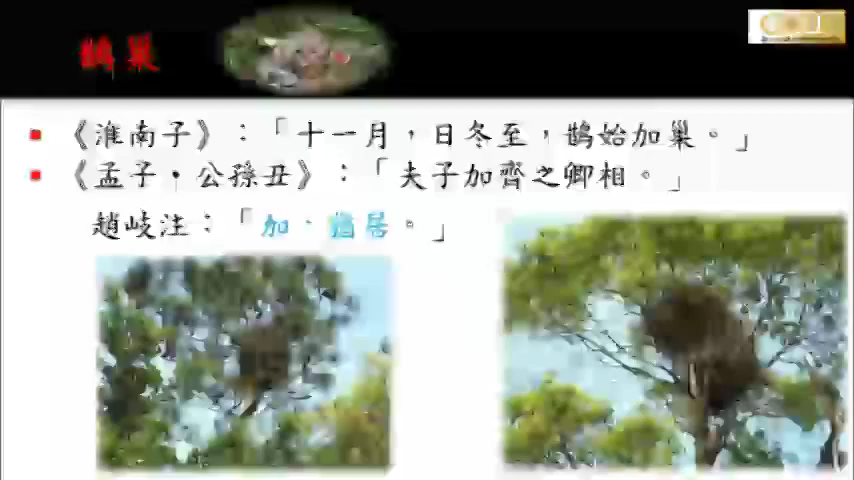 鵲巢
《淮南子》：「十一月，日冬至，鵲始加巢。」
《孟子·公孫丑》：「夫子加齊之卿相。」
趙岐注：「加，猶居。」